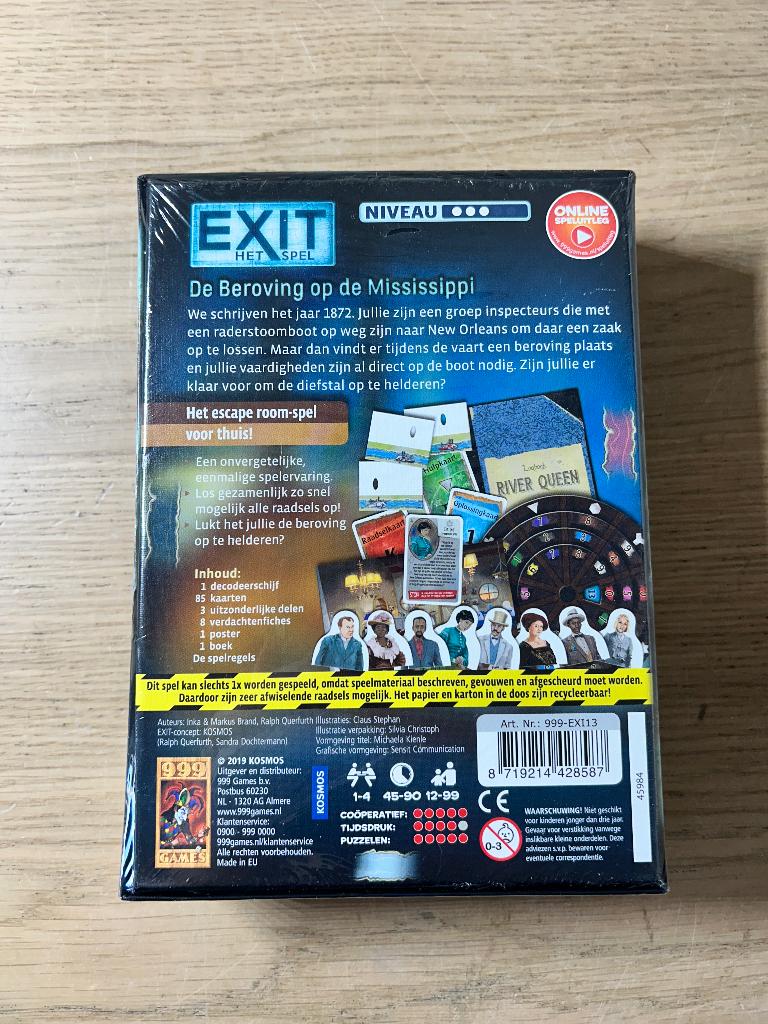 EXIT
HET SPEL
NIVEAU
ONLINE
SPELUITLEG
De Beroving op de Mississippi
We schrijven het jaar 1872. Jullie zijn een groep inspecteurs die met
een raderstoomboot op weg zijn naar New Orleans om daar een zaak
op te lossen. Maar dan vindt er tijdens de vaart een beroving plaats
en jullie vaardigheden zijn al direct op de boot nodig. Zijn jullie er
klaar voor om de diefstal op te helderen?
Het escape room-spel
voor thuis!
Een onvergetelijke,
eenmalige spelervaring.
Los gezamenlijk zo snel
mogelijk alle raadsels op!
Lukt het jullie de beroving
op te helderen?
Hulpkaart
Logboek
RIVER QUEEN
Raadselkaart
Oplossingkaart
Inhoud:
1 decodeerschijf
85 kaarten
3 uitzonderlijke delen
8 verdachtenfiches
1 poster
1 boek
De spelregels
Dit spel kan slechts 1x worden gespeeld, omdat spelmateriaal beschreven, gevouwen en afgescheurd moet worden.
Daardoor zijn zeer afwisselende raadsels mogelijk. Het papier en karton in de doos zijn recycleerbaar!
Auteurs: Inka & Markus Brand, Ralph Querfurth
EXIT-concept: KOSMOS
(Ralph Querfurth, Sandra Dochtermann)
Illustraties: Claus Stephan
Illustratie verpakking: Silvia Christoph
Vormgeving titel: Michaela Kienle
Grafische vormgeving: Sensit Communication
999
GAMES
© 2019 KOSMOS
Uitgever en distributeur:
999 Games b.v.
Postbus 60230
NL - 1320 AG Almere
www.999games.nl
Klantenservice:
0900 - 999 0000
999games.nl/klantenservice
Alle rechten voorbehouden.
Made in EU
KOSMOS
1-4 45-90 12-99
COÖPERATIEF:
TIJDSDRUK:
PUZZELEN:
Art. Nr.: 999-EXI13
8 719214 428587
CE
0-3
WAARSCHUWING! Niet geschikt
voor kinderen jonger dan drie jaar.
Gevaar voor verstikking vanwege
inslikbare kleine onderdelen. Deze
adviezen s.v.p. bewaren voor
eventuele correspondentie.
45984